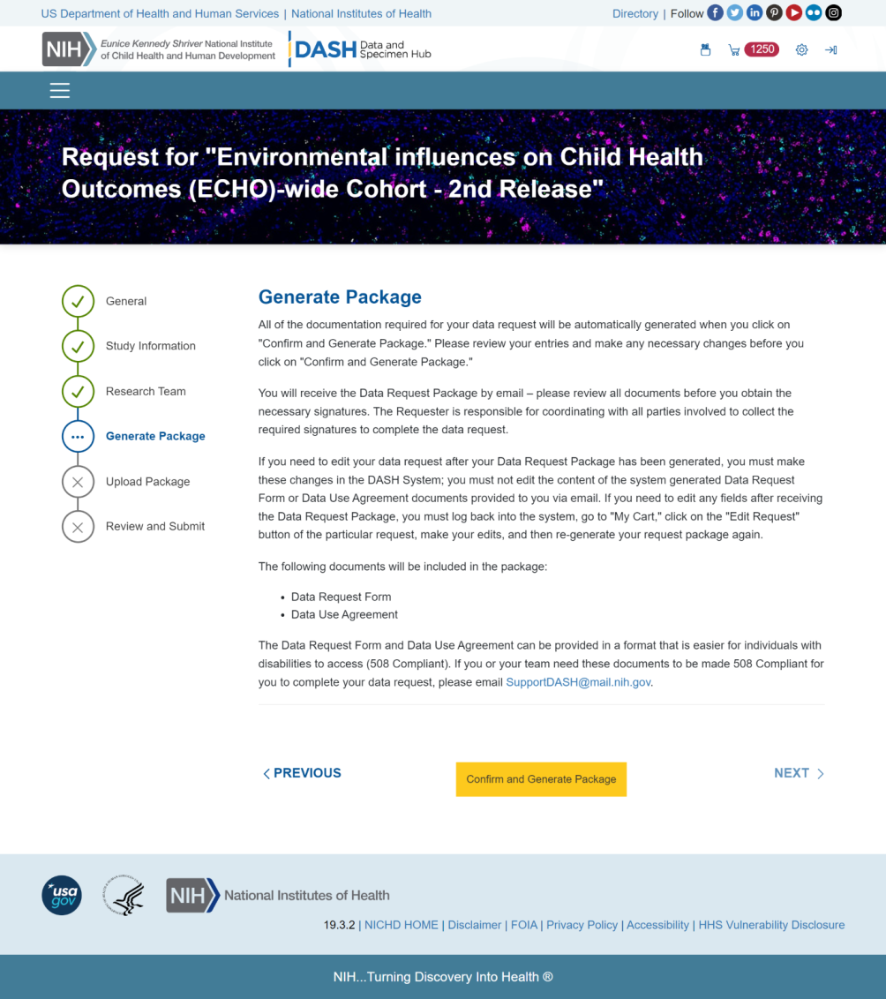 US Department of Health and Human Services | National Institutes of Health
Directory | Follow
NIH Eunice Kennedy Shriver National Institute
of Child Health and Human Development
DASH Data and
Specimen Hub
1250
Request for "Environmental influences on Child Health
Outcomes (ECHO)-wide Cohort - 2nd Release"
General
Study Information
Research Team
Generate Package
Upload Package
Review and Submit
Generate Package
All of the documentation required for your data request will be automatically generated when you click on
"Confirm and Generate Package." Please review your entries and make any necessary changes before you
click on "Confirm and Generate Package."
You will receive the Data Request Package by email – please review all documents before you obtain the
necessary signatures. The Requester is responsible for coordinating with all parties involved to collect the
required signatures to complete the data request.
If you need to edit your data request after your Data Request Package has been generated, you must make
these changes in the DASH System; you must not edit the content of the system generated Data Request
Form or Data Use Agreement documents provided to you via email. If you need to edit any fields after receiving
the Data Request Package, you must log back into the system, go to "My Cart," click on the "Edit Request"
button of the particular request, make your edits, and then re-generate your request package again.
The following documents will be included in the package:
• Data Request Form
• Data Use Agreement
The Data Request Form and Data Use Agreement can be provided in a format that is easier for individuals with
disabilities to access (508 Compliant). If you or your team need these documents to be made 508 Compliant for
you to complete your data request, please email SupportDASH@mail.nih.gov.
PREVIOUS
Confirm and Generate Package
NEXT
usa
gov
NIH National Institutes of Health
19.3.2 | NICHD HOME | Disclaimer | FOIA | Privacy Policy | Accessibility | HHS Vulnerability Disclosure
NIH...Turning Discovery Into Health ®